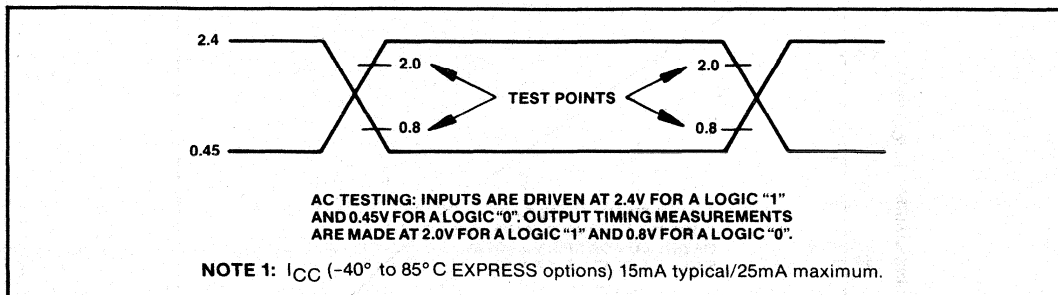 2.4
2.0
2.0
TEST POINTS
0.8
0.8
0.45
AC TESTING: INPUTS ARE DRIVEN AT 2.4V FOR A LOGIC “1”
AND 0.45V FOR A LOGIC “0”. OUTPUT TIMING MEASUREMENTS
ARE MADE AT 2.0V FOR A LOGIC “1” AND 0.8V FOR A LOGIC “0”.
NOTE 1: ICC (-40° to 85°C EXPRESS options) 15mA typical/25mA maximum.